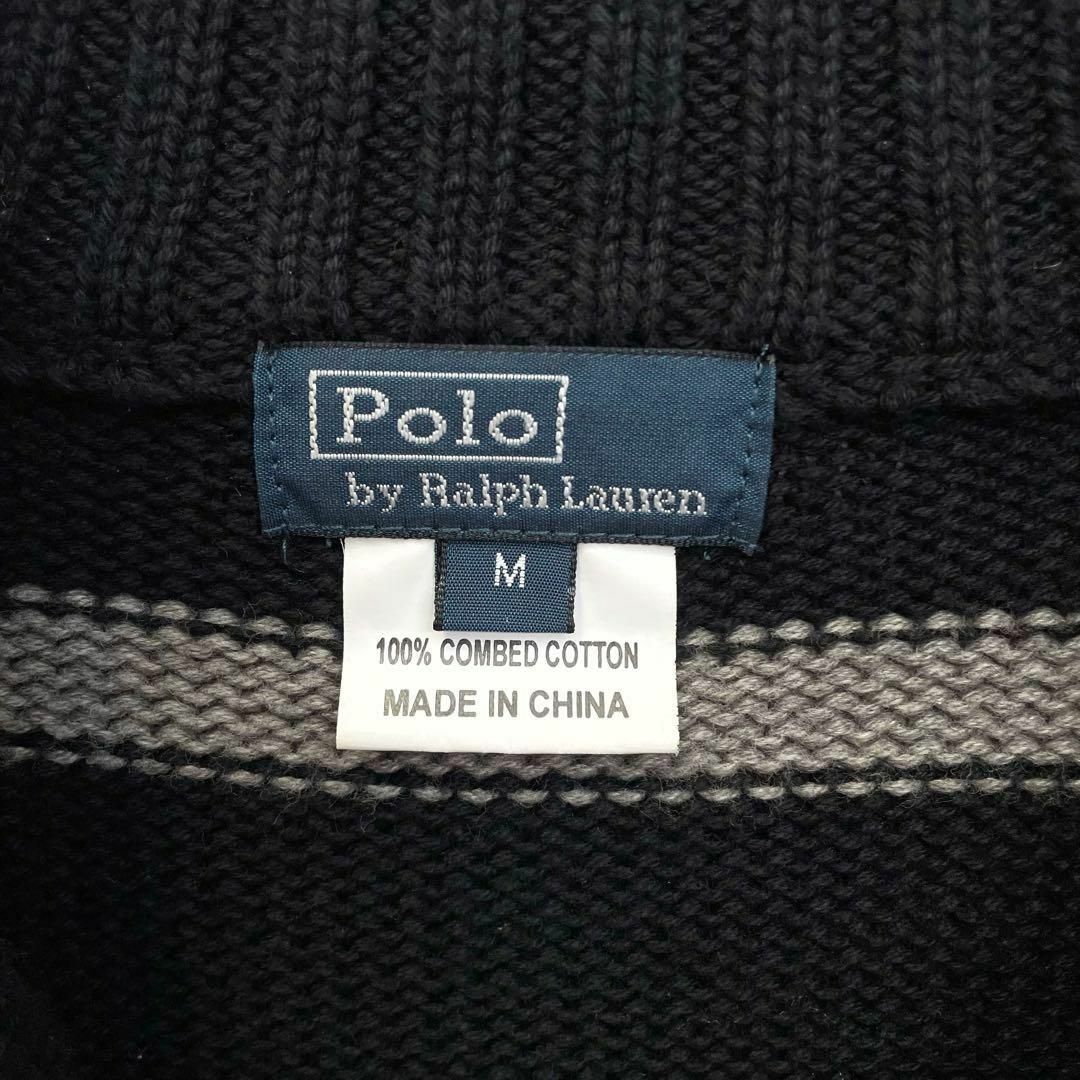 Polo
by Ralph Lauren
M
100% COMBED COTTON
MADE IN CHINA